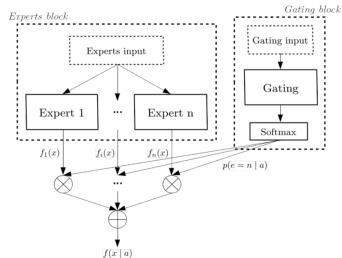 Experts block
Gating block
Experts input
Gating input
Expert 1
...
Expert n
Gating
Softmax
f₁(x)
fᵢ(x)
fₙ(x)
p(e = n | a)
...
f(x | a)